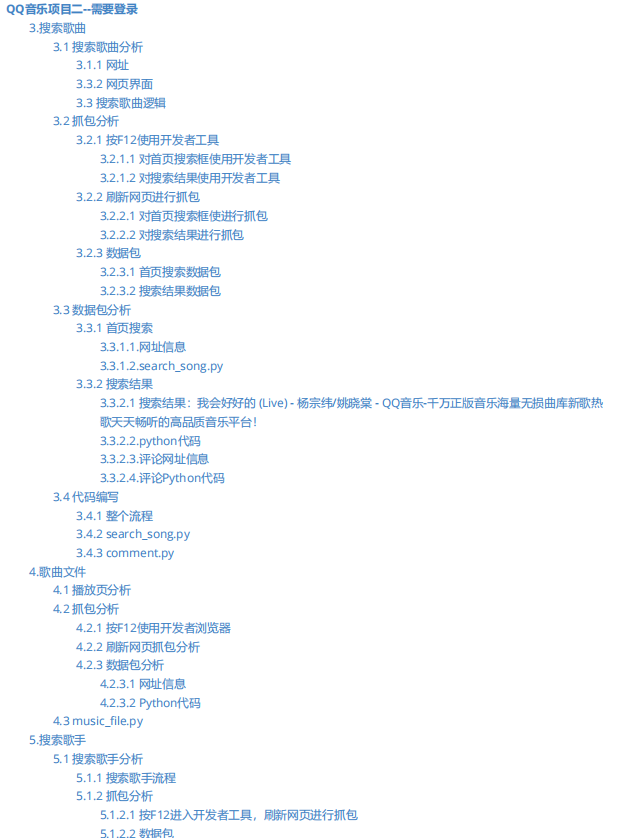 QQ音乐项目二--需要登录
3.搜索歌曲
3.1 搜索歌曲分析
3.1.1 网址
3.3.2 网页界面
3.3 搜索歌曲逻辑
3.2 抓包分析
3.2.1 按F12使用开发者工具
3.2.1.1 对首页搜索框使用开发者工具
3.2.1.2 对搜索结果使用开发者工具
3.2.2 刷新网页进行抓包
3.2.2.1 对首页搜索框使进行抓包
3.2.2.2 对搜索结果进行抓包
3.2.3 数据包
3.2.3.1 首页搜索数据包
3.2.3.2 搜索结果数据包
3.3 数据包分析
3.3.1 首页搜索
3.3.1.1.网址信息
3.3.1.2.search_song.py
3.3.2 搜索结果
3.3.2.1 搜索结果：我会好好的 (Live) - 杨宗纬/姚晓棠 - QQ音乐-千万正版音乐海量无损曲库新歌热
歌天天畅听的高品质音乐平台！
3.3.2.2.python代码
3.3.2.3.评论网址信息
3.3.2.4.评论Python代码
3.4 代码编写
3.4.1 整个流程
3.4.2 search_song.py
3.4.3 comment.py
4.歌曲文件
4.1 播放页分析
4.2 抓包分析
4.2.1 按F12使用开发者浏览器
4.2.2 刷新网页抓包分析
4.2.3 数据包分析
4.2.3.1 网址信息
4.2.3.2 Python代码
4.3 music_file.py
5.搜索歌手
5.1 搜索歌手分析
5.1.1 搜索歌手流程
5.1.2 抓包分析
5.1.2.1 按F12进入开发者工具，刷新网页进行抓包
5.1.2.2 数据包